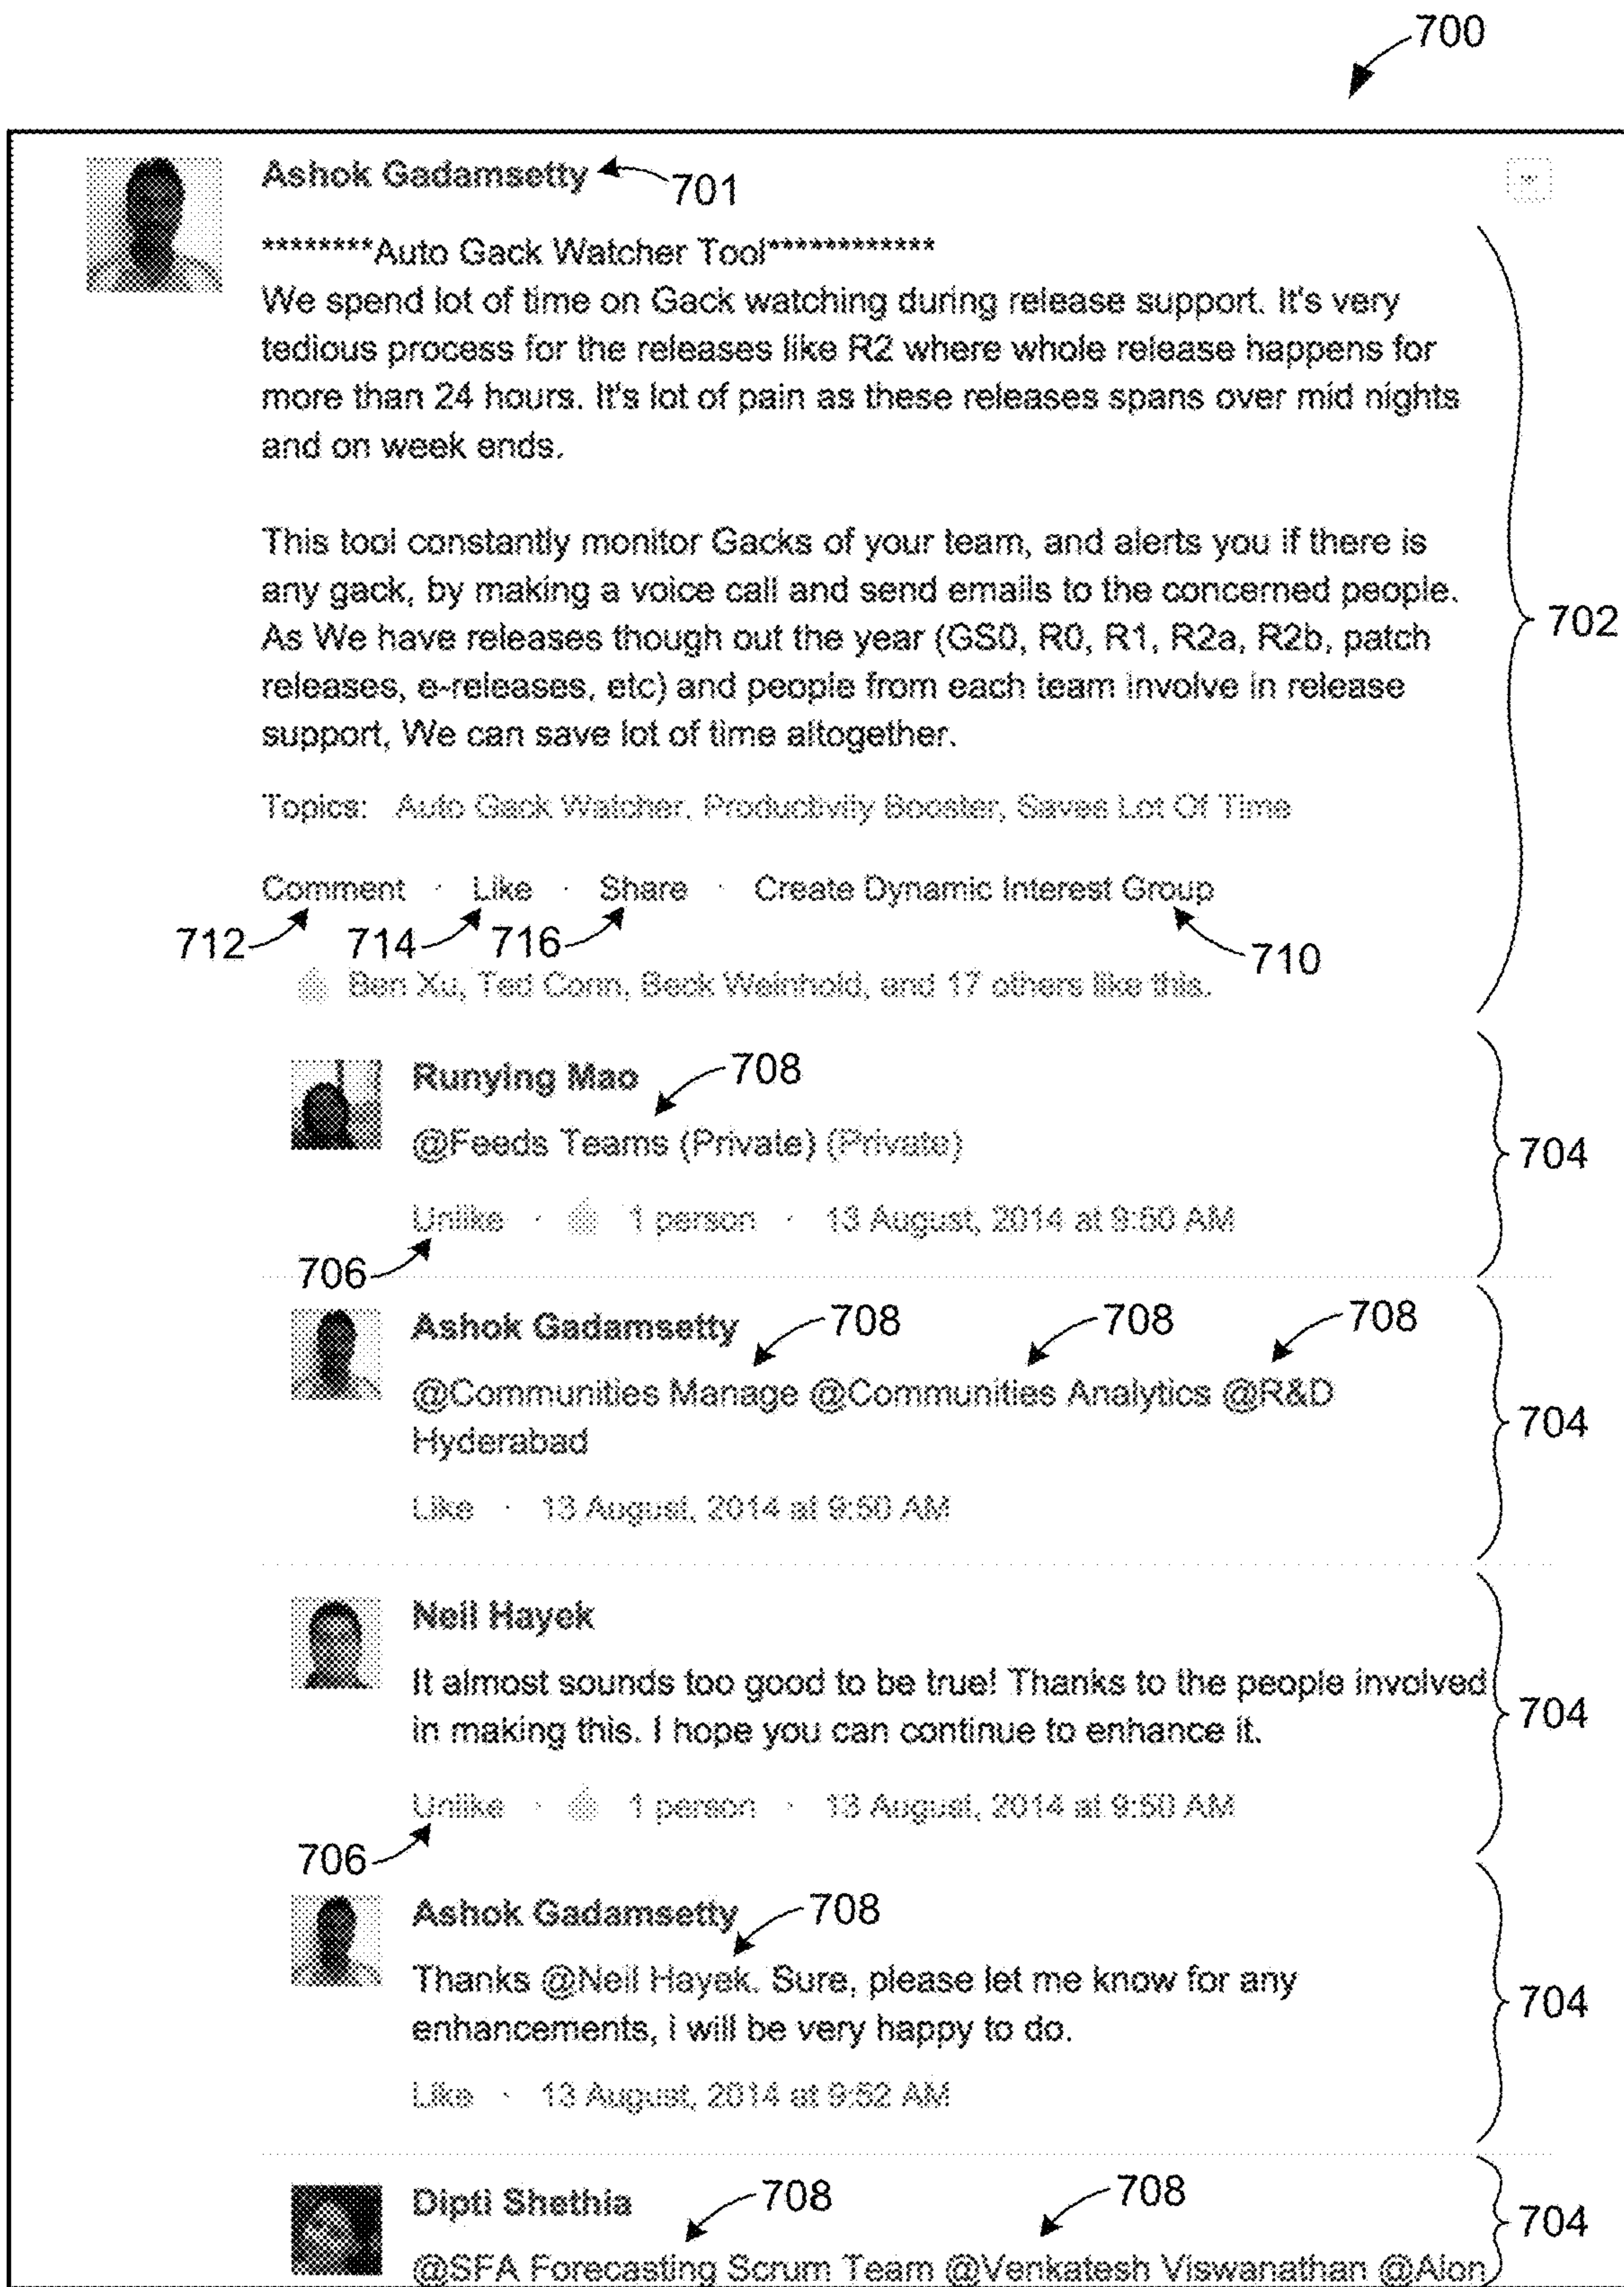 700
Ashok Gadamsetty 701
********Auto Gack Watcher Tool************
We spend lot of time on Gack watching during release support. It's very
tedious process for the releases like R2 where whole release happens for
more than 24 hours. It's lot of pain as these releases spans over mid nights
and on week ends.
This tool constantly monitor Gacks of your team, and alerts you if there is
any gack, by making a voice call and send emails to the concerned people.
702
As We have releases though out the year (GS0, R0, R1, R2a, R2b, patch
releases, e-releases, etc) and people from each team involve in release
support, We can save lot of time altogether.
Topics: Auto Gack Watcher, Productivity Booster, Saves Lot Of Time
Comment · Like · Share · Create Dynamic Interest Group
712 714 716 710
Ben Xu, Ted Conn, Beck Weinhold, and 17 others like this.
Runying Mao 708
@Feeds Teams (Private) (Private) 704
Unlike · 1 person · 13 August, 2014 at 9:50 AM
706
Ashok Gadamsetty 708 708 708
@Communities Manage @Communities Analytics @R&D
Hyderabad 704
Like · 13 August, 2014 at 9:50 AM
Neil Hayek
It almost sounds too good to be true! Thanks to the people involved
in making this. I hope you can continue to enhance it. 704
Unlike · 1 person · 13 August, 2014 at 9:50 AM
706
Ashok Gadamsetty 708
Thanks @Neil Hayek. Sure, please let me know for any
enhancements, i will be very happy to do. 704
Like · 13 August, 2014 at 9:52 AM
Dipti Shethia 708 708
704
@SFA Forecasting Scrum Team @Venkatesh Viswanathan @Alon